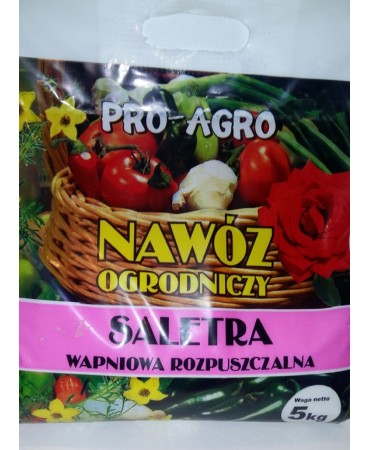 PRO-AGRO
NAWÓZ
OGRODNICZY
SALETRA
WAPNIOWA ROZPUSZCZALNA
Waga netto
5kg